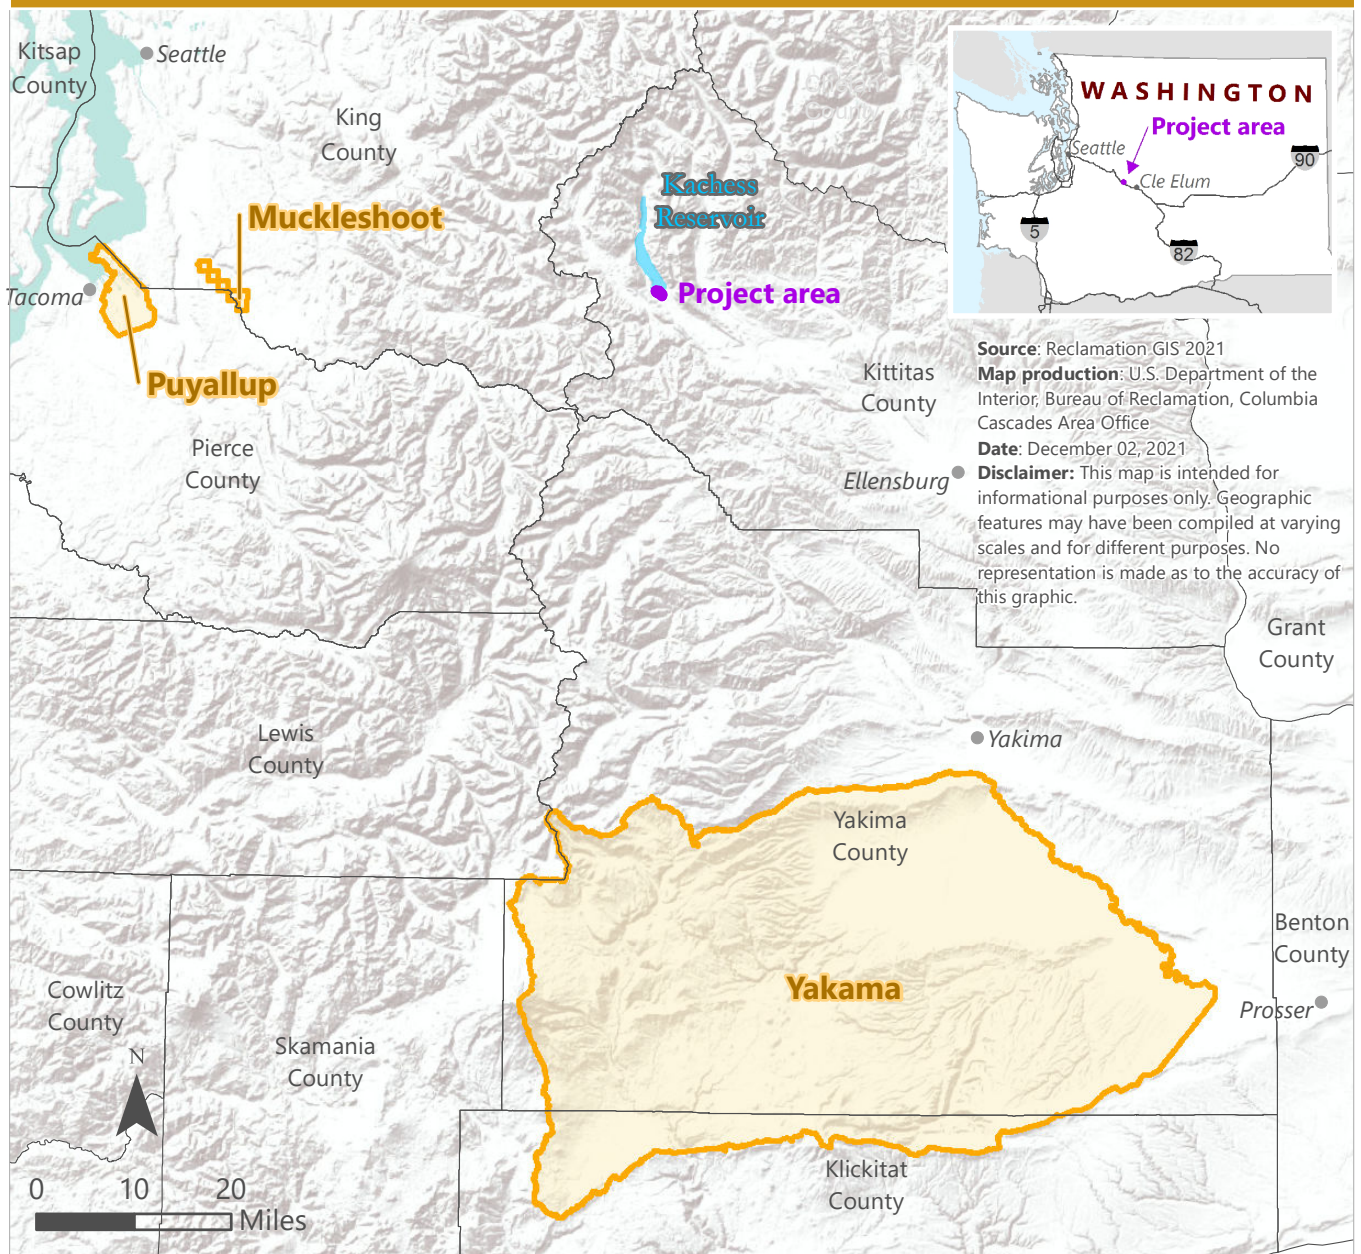 Kitsap
County
Seattle
King
County
Muckleshoot
Tacoma
Puyallup
Pierce
County
Kachess
Reservoir
Project area
WASHINGTON
Project area
Seattle
Cle Elum
90
5
82
Kittitas
County
Ellensburg
Source: Reclamation GIS 2021
Map production: U.S. Department of the
Interior, Bureau of Reclamation, Columbia
Cascades Area Office
Date: December 02, 2021
Disclaimer: This map is intended for
informational purposes only. Geographic
features may have been compiled at varying
scales and for different purposes. No
representation is made as to the accuracy of
this graphic.
Grant
County
Lewis
County
Yakima
Yakima
County
Benton
County
Yakama
Prosser
Cowlitz
County
Skamania
County
N
Klickitat
County
0 10 20
Miles